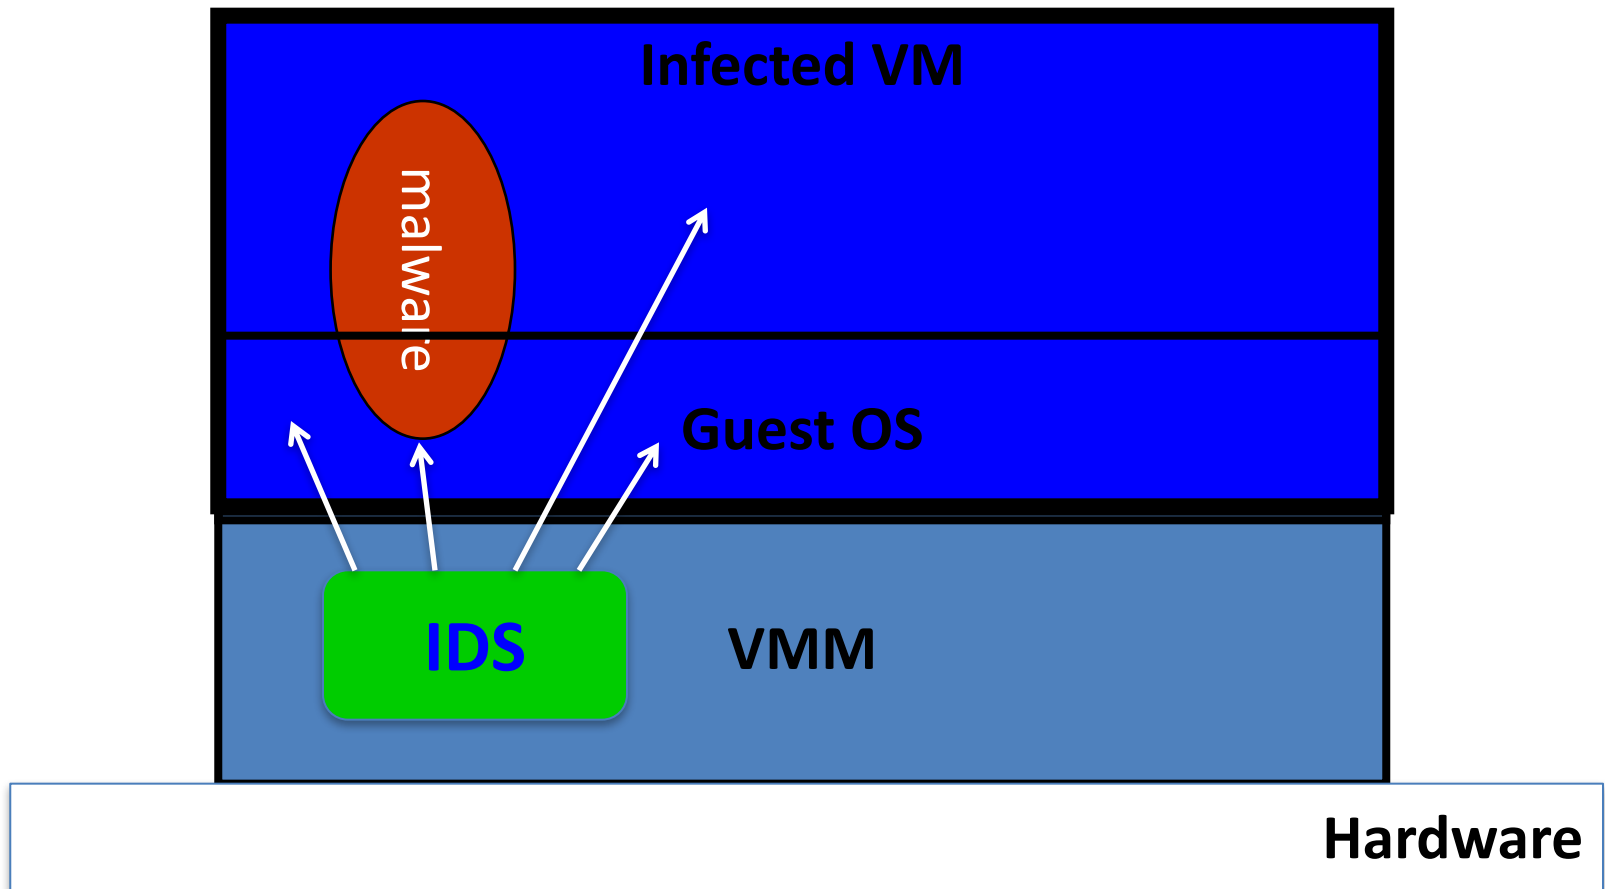 Infected VM
malware
Guest OS
IDS
VMM
Hardware